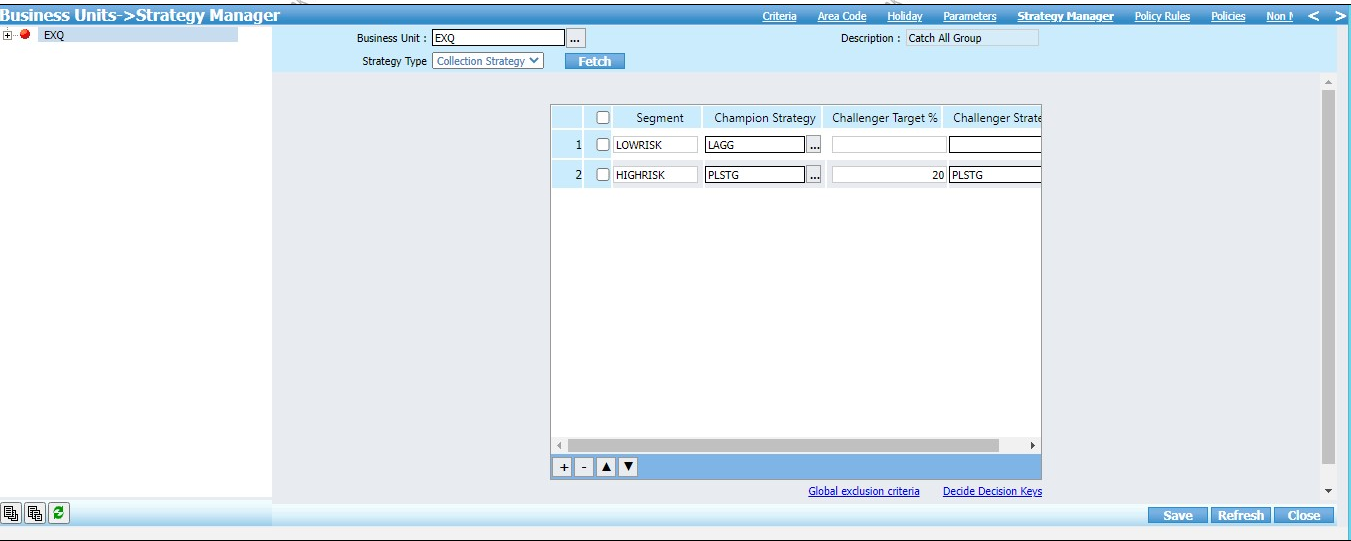 Business Units->Strategy Manager
Criteria Area Code Holiday Parameters Strategy Manager Policy Rules Policies Non < >
EXQ
Business Unit : EXQ ...
Description : Catch All Group
Strategy Type Collection Strategy
Fetch
Segment Champion Strategy Challenger Target % Challenger Strate
1 LOWRISK LAGG ...
2 HIGHRISK PLSTG ... 20 PLSTG
+ - ▲ ▼
Global exclusion criteria Decide Decision Keys
Save Refresh Close